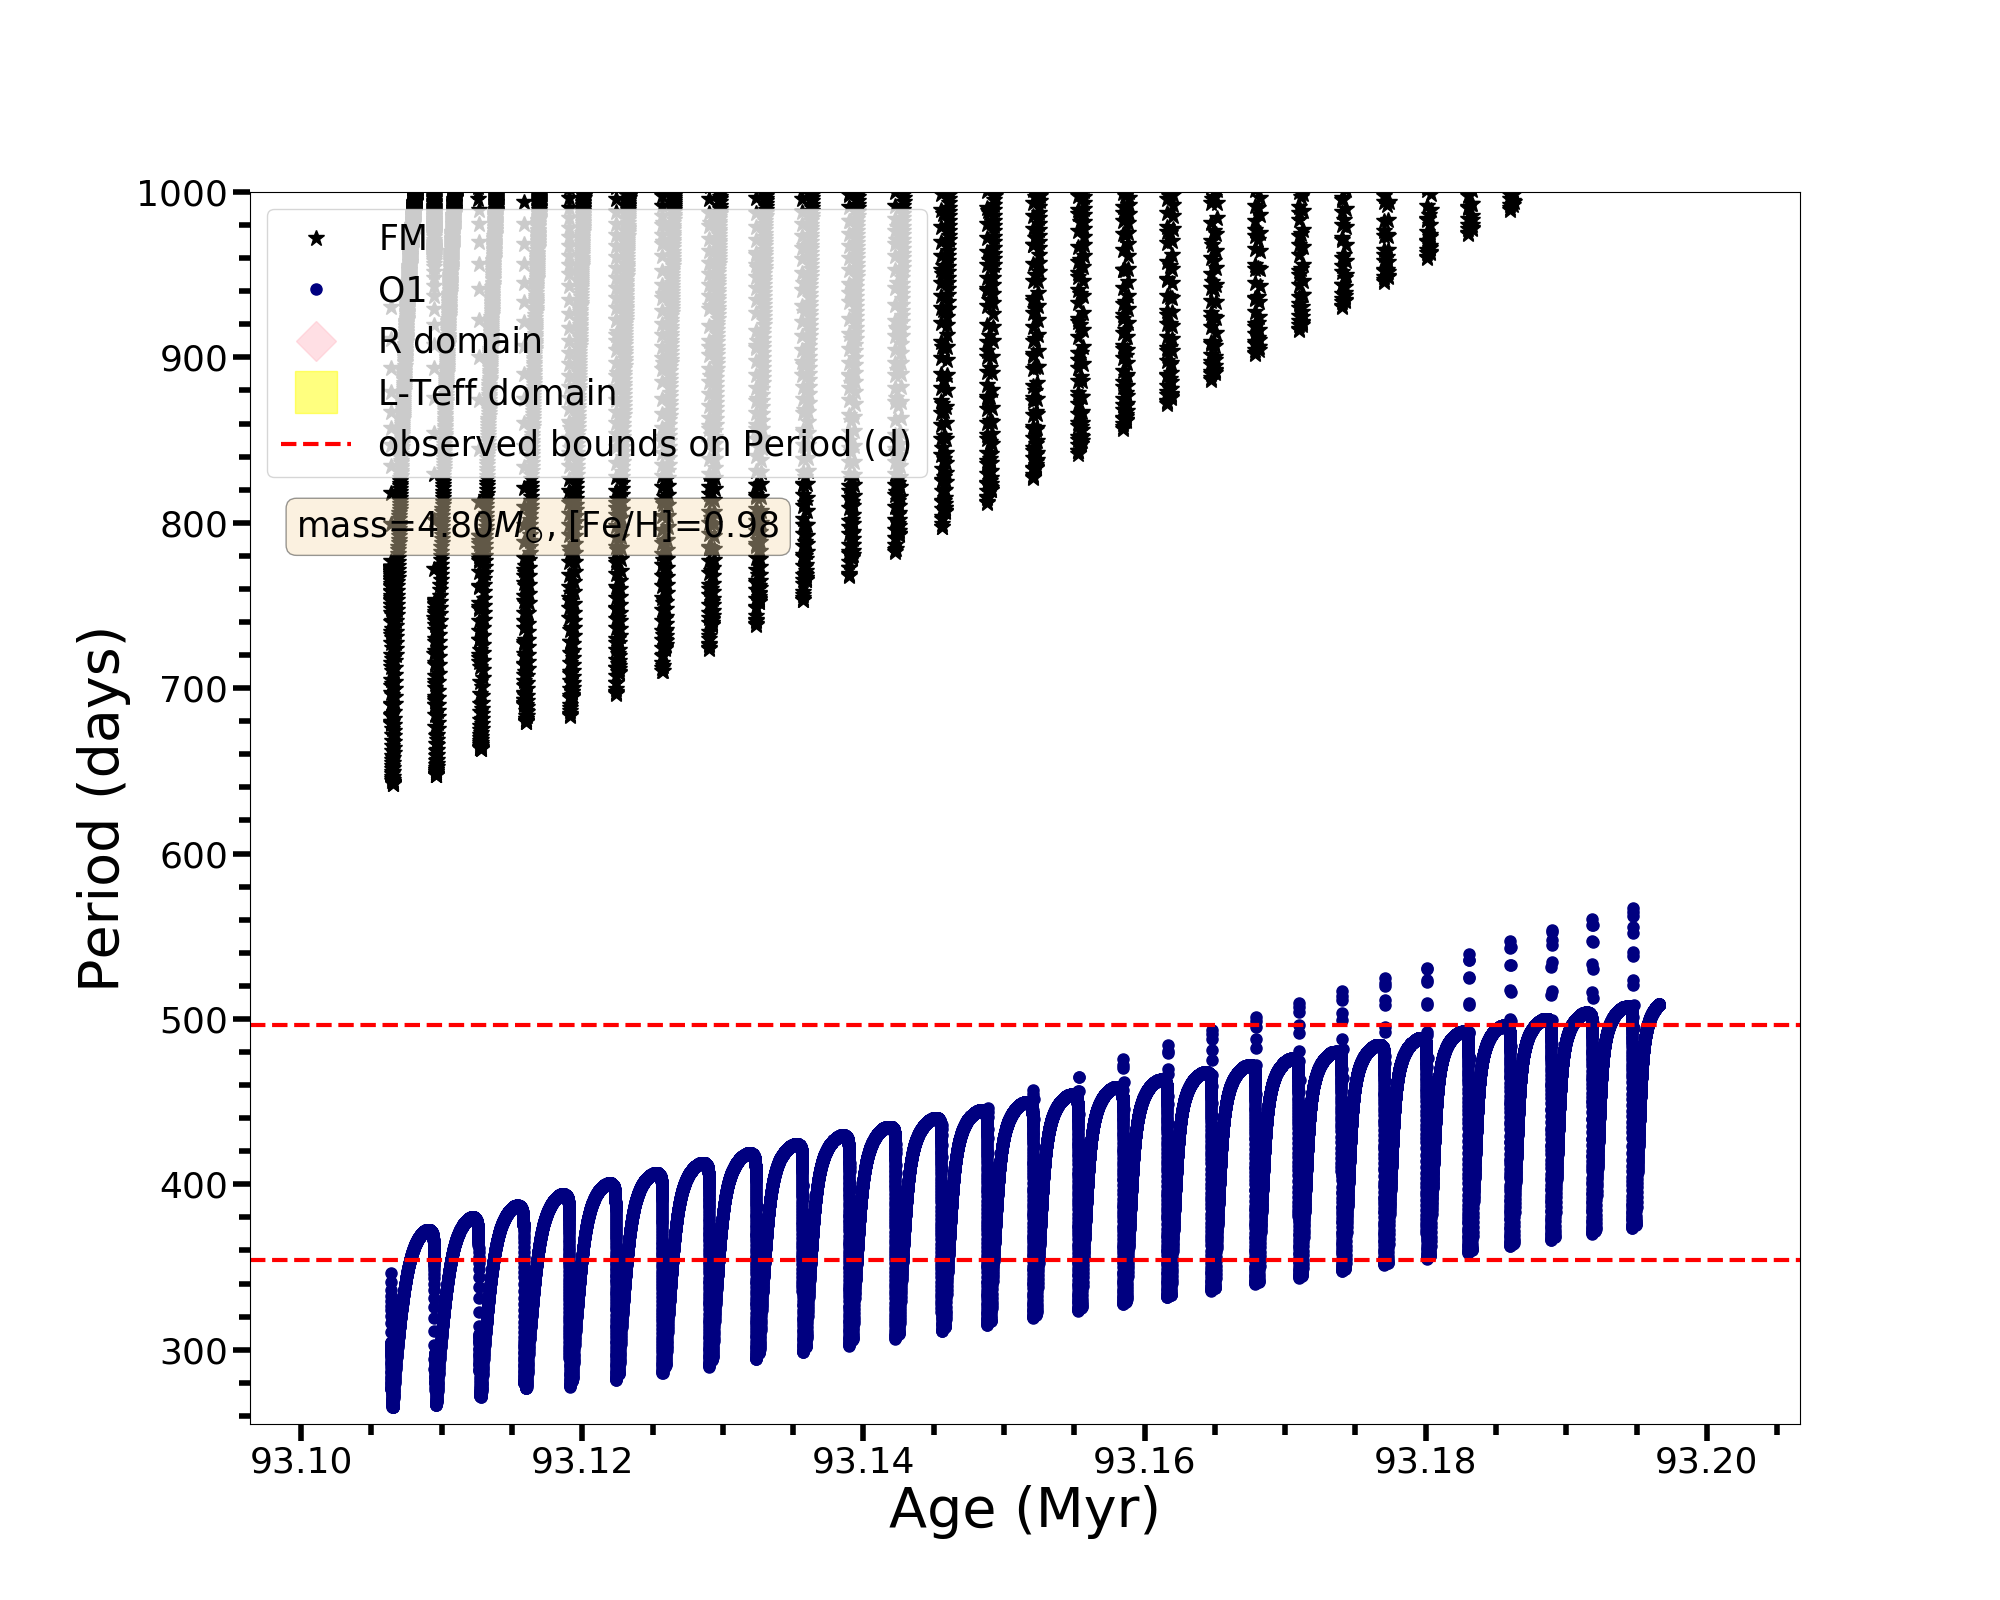 1000
900
800
700
600
500
400
300
Period (days)
FM
O1
R domain
L-Teff domain
observed bounds on Period (d)
mass=4.80M☉, [Fe/H]=0.98
93.10 93.12 93.14 93.16 93.18 93.20
Age (Myr)